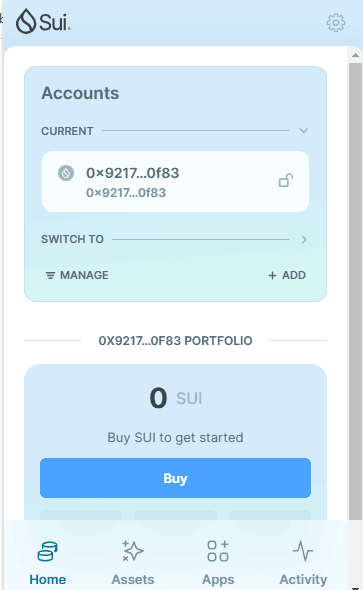 Sui.
Accounts
CURRENT
0×9217...0f83
0×9217...0f83
SWITCH TO
MANAGE
+ ADD
0X9217...0F83 PORTFOLIO
0 SUI
Buy SUI to get started
Buy
Home
Assets
Apps
Activity